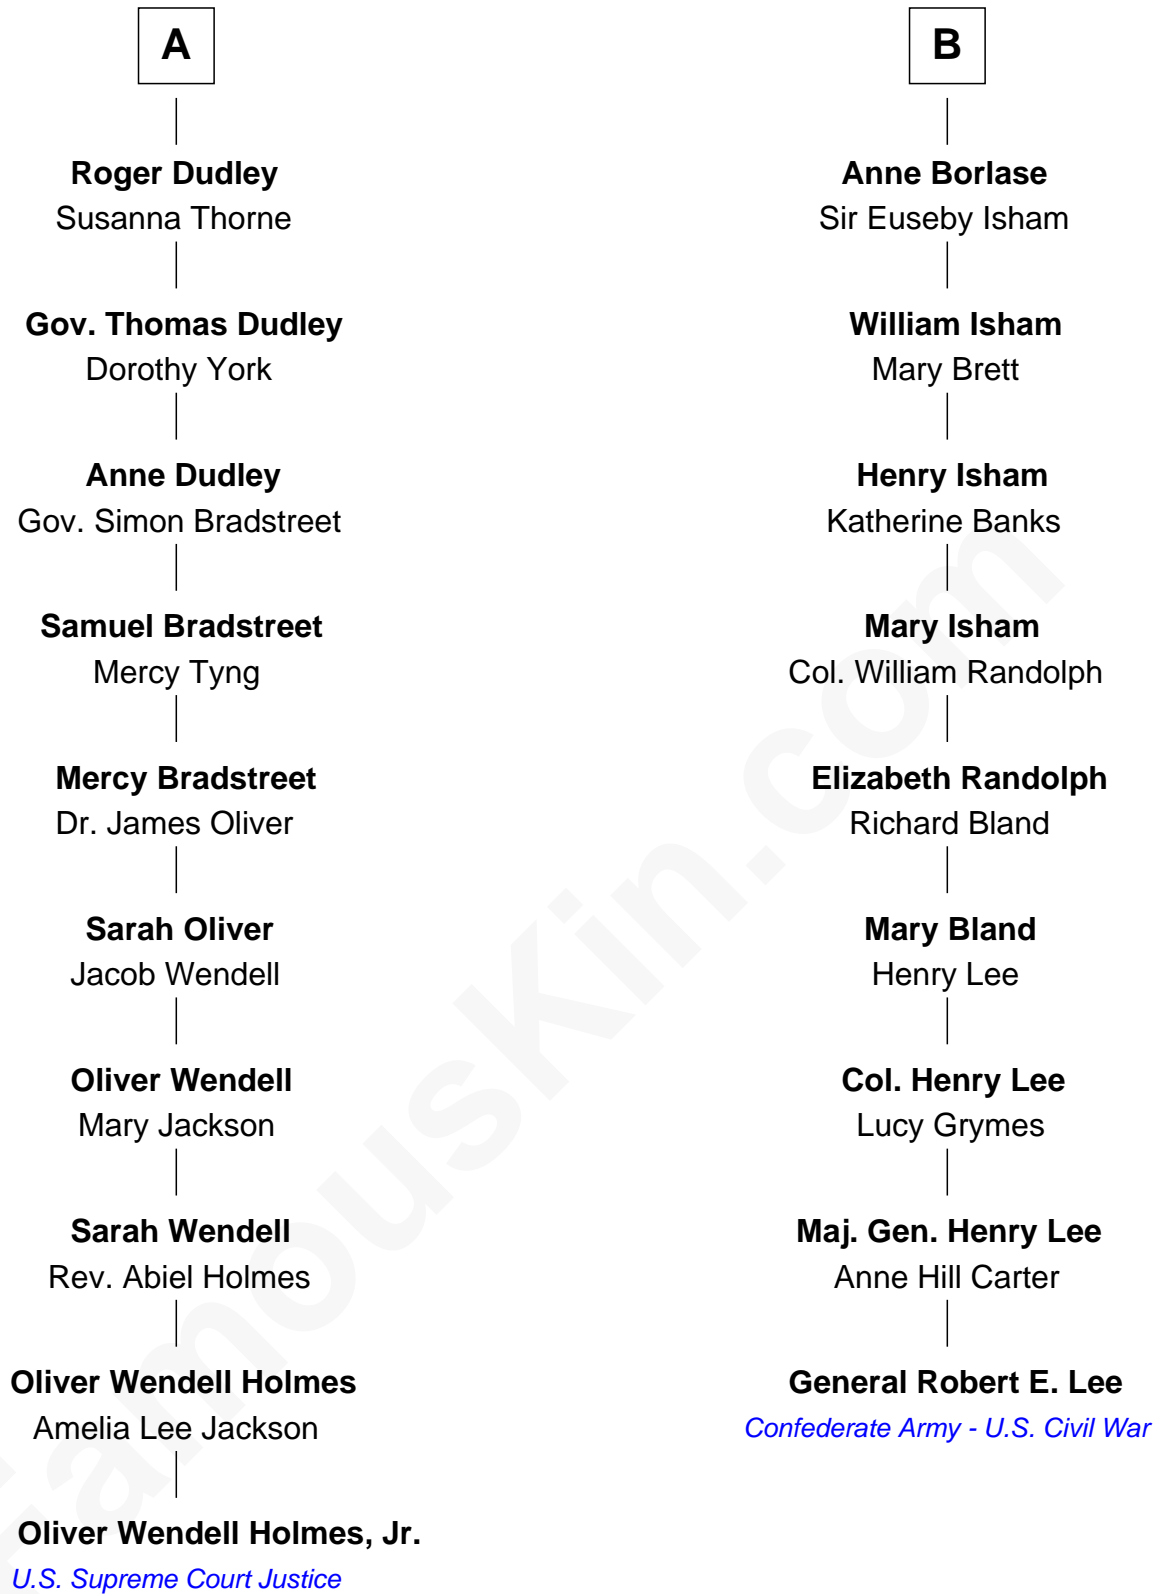 A
Roger Dudley
Susanna Thorne
Gov. Thomas Dudley
Dorothy York
Anne Dudley
Gov. Simon Bradstreet
Samuel Bradstreet
Mercy Tyng
Mercy Bradstreet
Dr. James Oliver
Sarah Oliver
Jacob Wendell
Oliver Wendell
Mary Jackson
Sarah Wendell
Rev. Abiel Holmes
Oliver Wendell Holmes
Amelia Lee Jackson
Oliver Wendell Holmes, Jr.
U.S. Supreme Court Justice
B
Anne Borlase
Sir Euseby Isham
William Isham
Mary Brett
Henry Isham
Katherine Banks
Mary Isham
Col. William Randolph
Elizabeth Randolph
Richard Bland
Mary Bland
Henry Lee
Col. Henry Lee
Lucy Grymes
Maj. Gen. Henry Lee
Anne Hill Carter
General Robert E. Lee
Confederate Army - U.S. Civil War
FamousKin.com